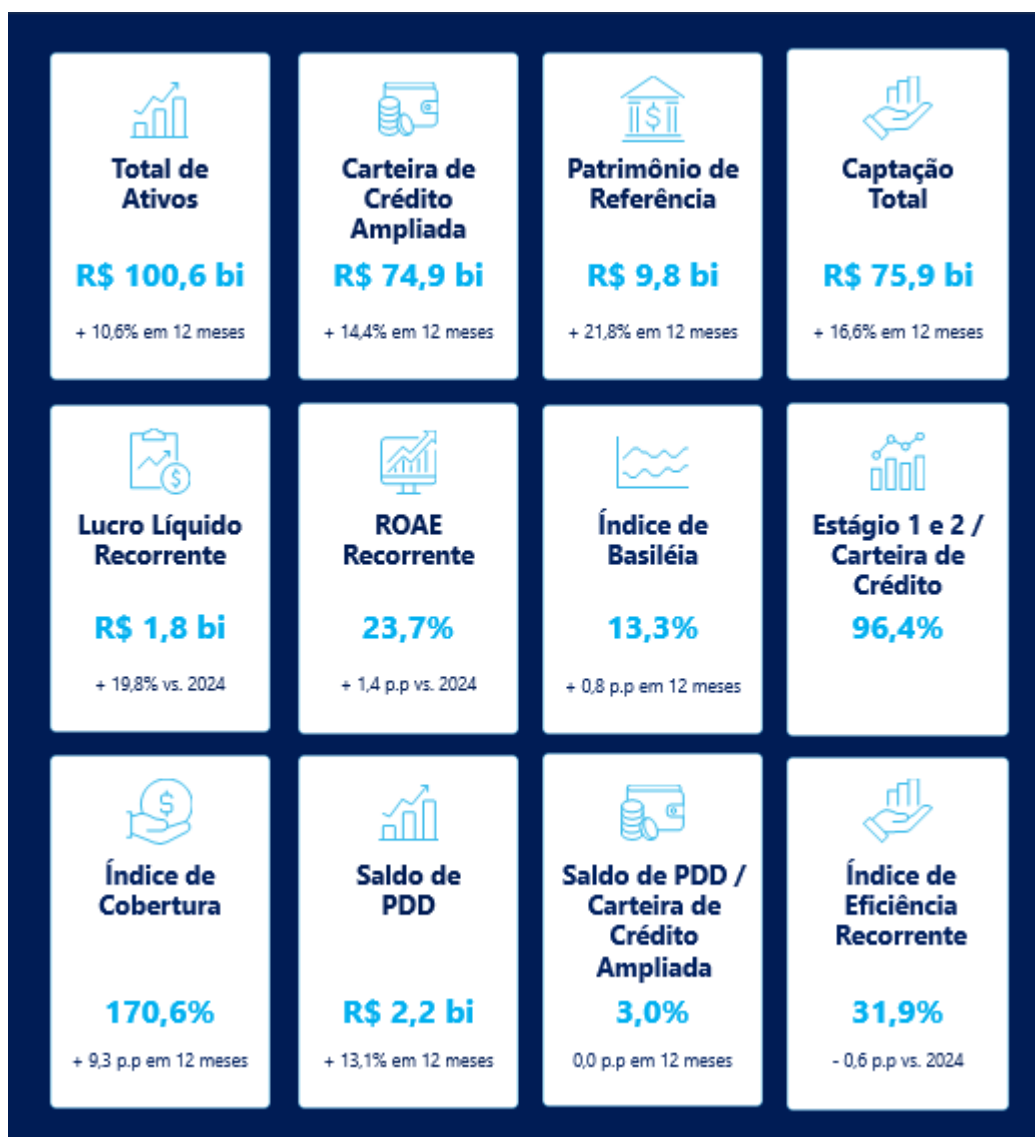 Total de
Ativos
R$ 100,6 bi
+ 10,6% em 12 meses
Carteira de
Crédito
Ampliada
R$ 74,9 bi
+ 14,4% em 12 meses
Patrimônio de
Referência
R$ 9,8 bi
+ 21,8% em 12 meses
Captação
Total
R$ 75,9 bi
+ 16,6% em 12 meses
Lucro Líquido
Recorrente
R$ 1,8 bi
+ 19,8% vs. 2024
ROAE
Recorrente
23,7%
+ 1,4 p.p vs. 2024
Índice de
Basiléia
13,3%
+ 0,8 p.p em 12 meses
Estágio 1 e 2 /
Carteira de
Crédito
96,4%
Índice de
Cobertura
170,6%
+ 9,3 p.p em 12 meses
Saldo de
PDD
R$ 2,2 bi
+ 13,1% em 12 meses
Saldo de PDD /
Carteira de
Crédito
Ampliada
3,0%
0,0 p.p em 12 meses
Índice de
Eficiência
Recorrente
31,9%
- 0,6 p.p vs. 2024